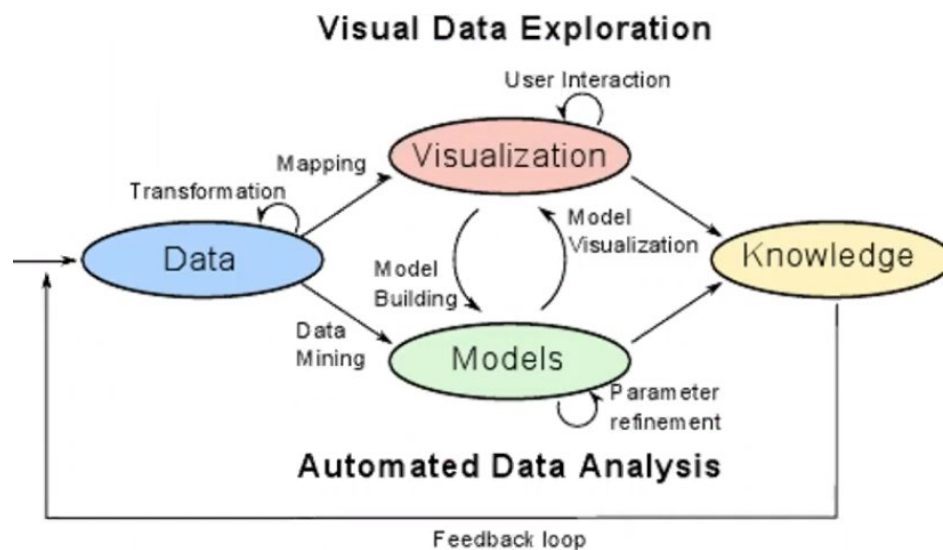 Visual Data Exploration
User Interaction
Visualization
Mapping
Transformation
Data
Model
Visualization
Knowledge
Model
Building
Data
Mining
Models
Parameter
refinement
Automated Data Analysis
Feedback loop